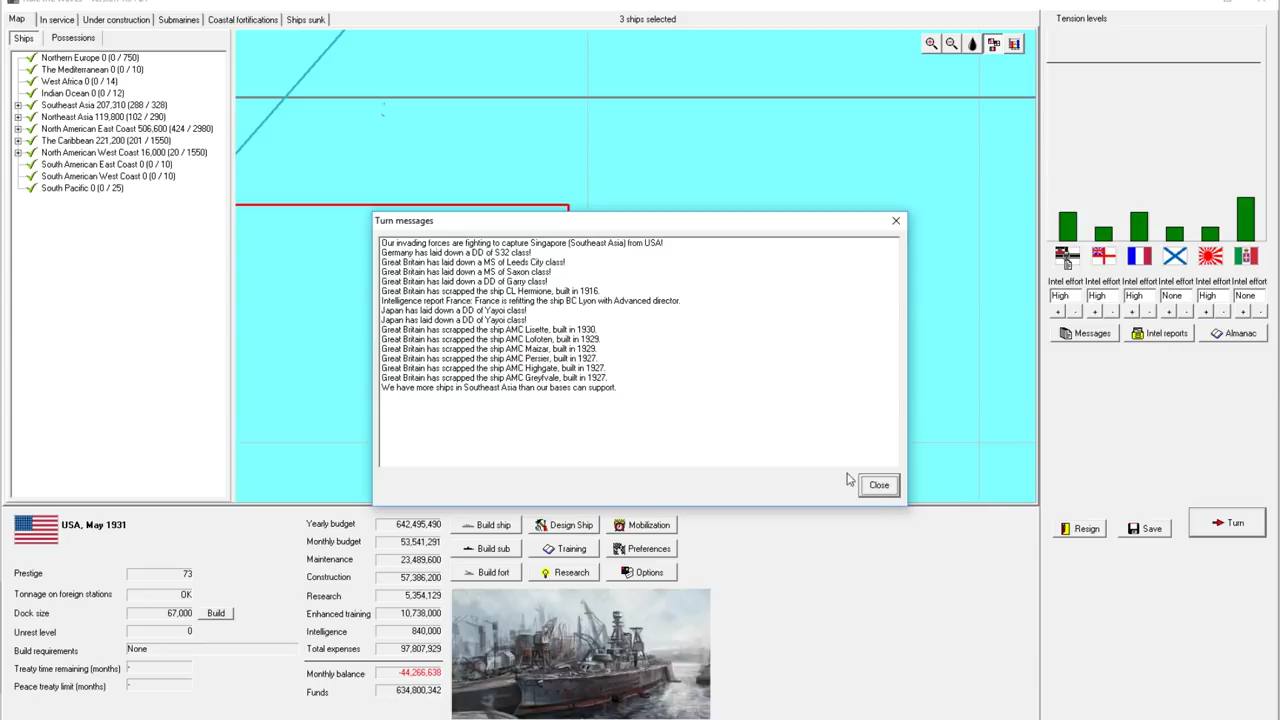 Map
In service
Under construction
Submarines
Coastal fortifications
Ships sunk
3 ships selected
Tension levels
Ships
Possessions
Northern Europe 0 (0 / 750)
The Mediterranean 0 (0 / 10)
West Africa 0 (0 / 14)
Indian Ocean 0 (0 / 12)
Southeast Asia 207,310 (288 / 328)
Northeast Asia 119,800 (102 / 290)
North American East Coast 506,600 (424 / 2980)
The Caribbean 221,200 (201 / 1550)
North American West Coast 16,000 (20 / 1550)
South American East Coast 0 (0 / 10)
South American West Coast 0 (0 / 10)
South Pacific 0 (0 / 25)
Turn messages
Our invading forces are fighting to capture Singapore (Southeast Asia) from USA!
Germany has laid down a DD of S32 class!
Great Britain has laid down a MS of Leeds City class!
Great Britain has laid down a MS of Saxon class!
Great Britain has laid down a DD of Garry class!
Great Britain has scrapped the ship CL Hermione, built in 1916.
Intelligence report France: France is refitting the ship BC Lyon with Advanced director.
Japan has laid down a DD of Yayoi class!
Japan has laid down a DD of Yayoi class!
Great Britain has scrapped the ship AMC Lisette, built in 1930.
Great Britain has scrapped the ship AMC Lofoten, built in 1929.
Great Britain has scrapped the ship AMC Maizar, built in 1929.
Great Britain has scrapped the ship AMC Persier, built in 1927.
Great Britain has scrapped the ship AMC Highgate, built in 1927.
Great Britain has scrapped the ship AMC Greyfvale, built in 1927.
We have more ships in Southeast Asia than our bases can support.
Close
Intel effort Intel effort Intel effort Intel effort Intel effort Intel effort
High High High None High None
+ - + - + - + - + - + -
Messages
Intel reports
Almanac
Resign
Save
Turn
USA, May 1931
Prestige 73
Tonnage on foreign stations OK
Dock size 67,000 Build
Unrest level 0
Build requirements None
Treaty time remaining (months) -
Peace treaty limit (months) -
Yearly budget 642,495,490
Monthly budget 53,541,291
Maintenance 23,489,600
Construction 57,386,200
Research 5,354,129
Enhanced training 10,738,000
Intelligence 840,000
Total expenses 97,807,929
Monthly balance -44,266,638
Funds 634,800,342
Build ship
Design Ship
Mobilization
Build sub
Training
Preferences
Build fort
Research
Options